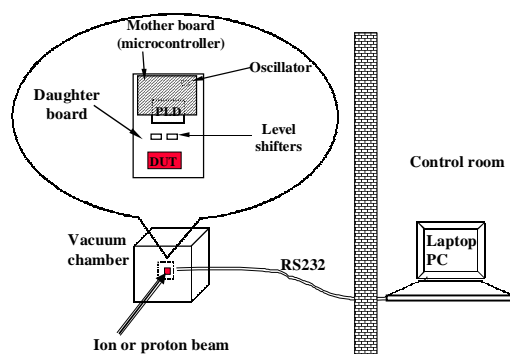 Mother board
(microcontroller)
Oscillator
PLD
Daughter
board
Level
shifters
DUT
Control room
Vacuum
chamber
RS232
Laptop
PC
Ion or proton beam